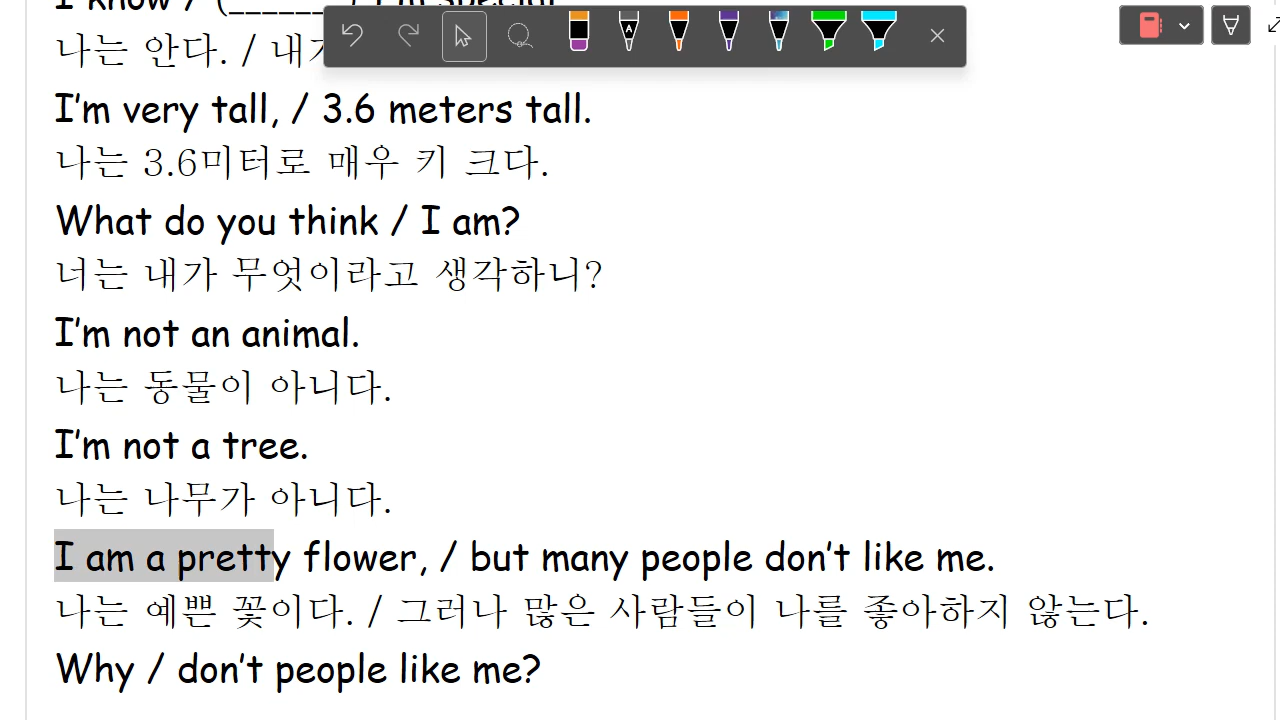 I know / (______ / I'm special
나는 안다. / 내가
I'm very tall, / 3.6 meters tall.
나는 3.6미터로 매우 키 크다.
What do you think / I am?
너는 내가 무엇이라고 생각하니?
I'm not an animal.
나는 동물이 아니다.
I'm not a tree.
나는 나무가 아니다.
I am a pretty flower, / but many people don't like me.
나는 예쁜 꽃이다. / 그러나 많은 사람들이 나를 좋아하지 않는다.
Why / don't people like me?